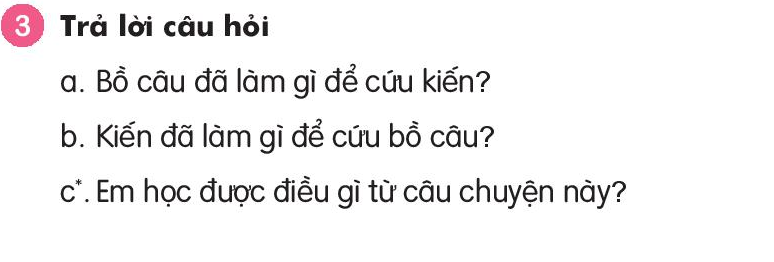 3 Trả lời câu hỏi
a. Bồ câu đã làm gì để cứu kiến?
b. Kiến đã làm gì để cứu bồ câu?
c*. Em học được điều gì từ câu chuyện này?